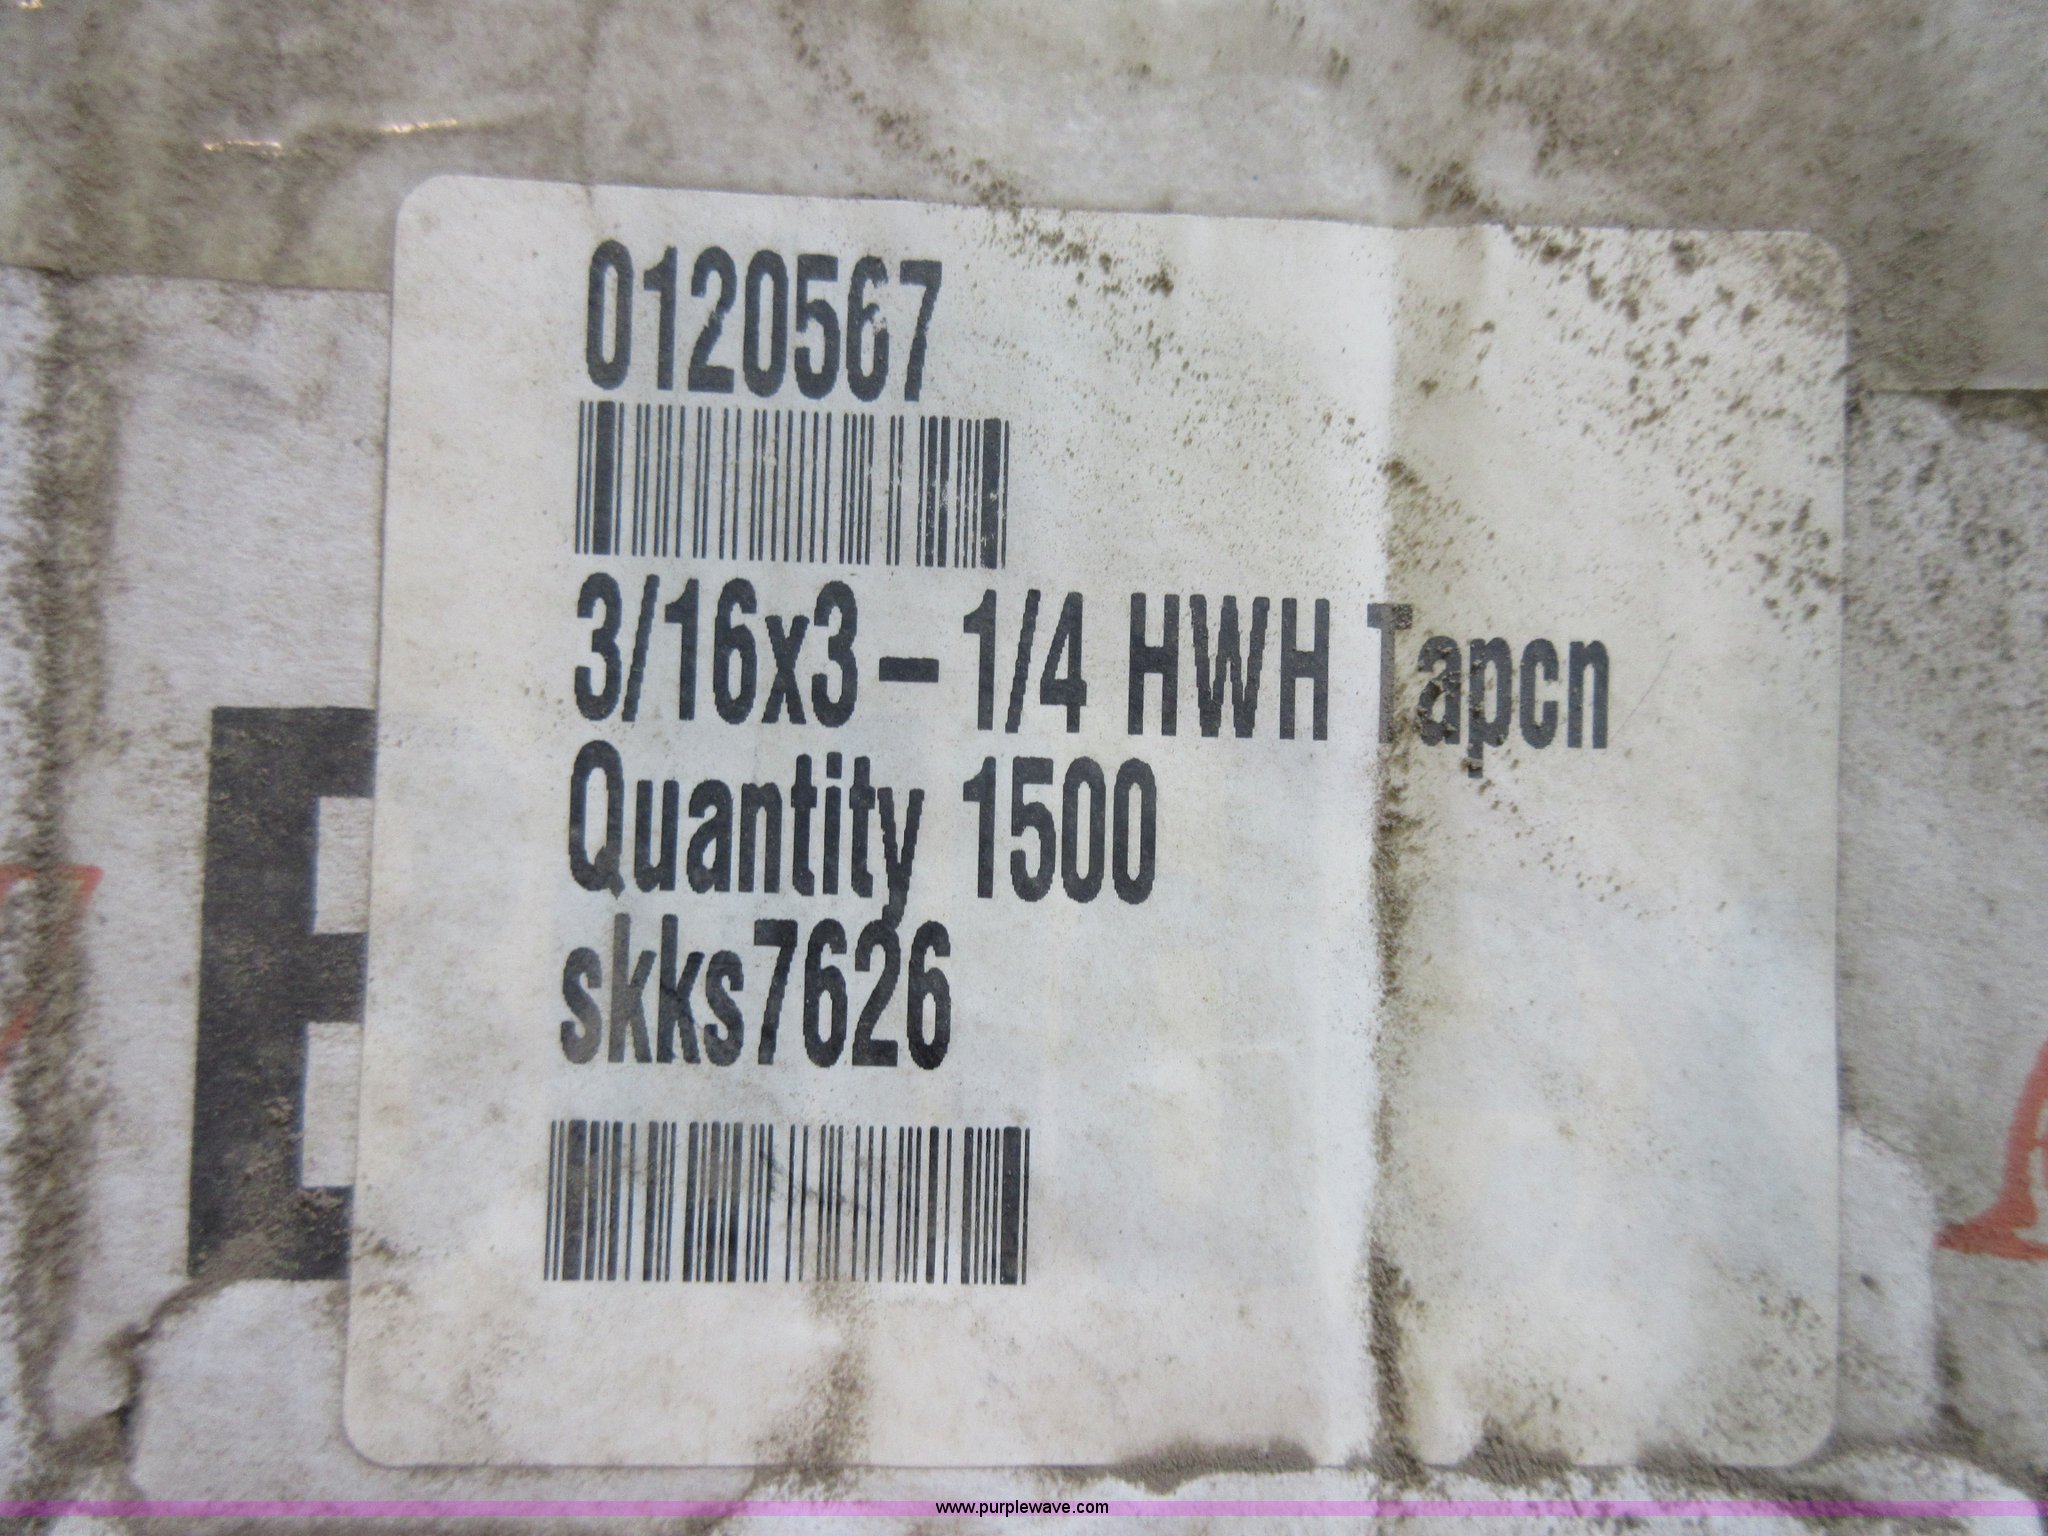 0120567
3/16x3-1/4 HWH Tapcn
Quantity 1500
skks7626
E
www.purplewave.com